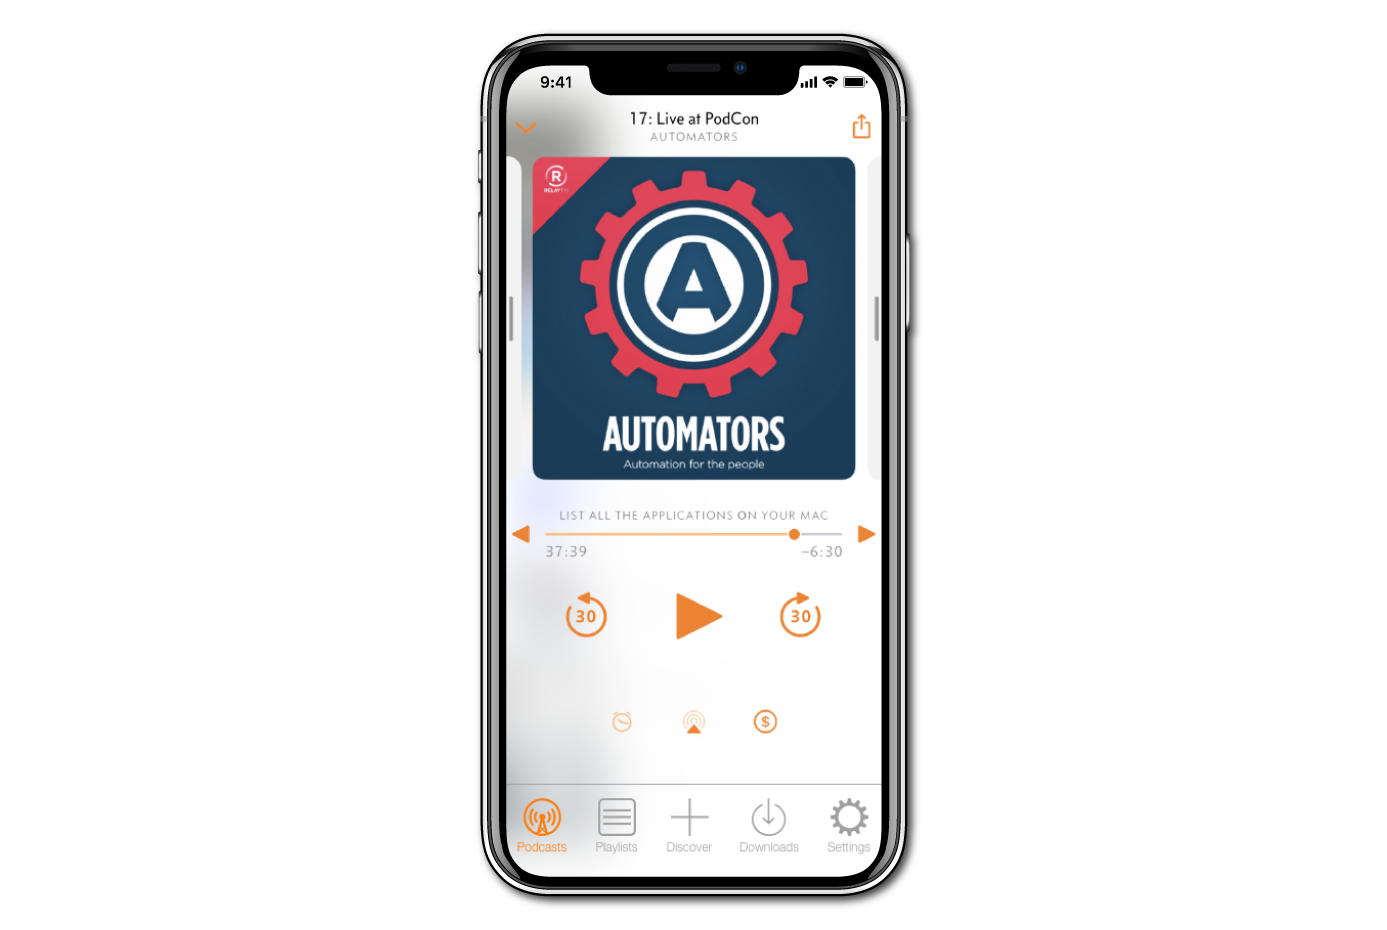 9:41
17: Live at PodCon
AUTOMATORS
R
RELAY FM
A
AUTOMATORS
Automation for the people
LIST ALL THE APPLICATIONS ON YOUR MAC
37:39
−6:30
30
30
$
Podcasts
Playlists
Discover
Downloads
Settings